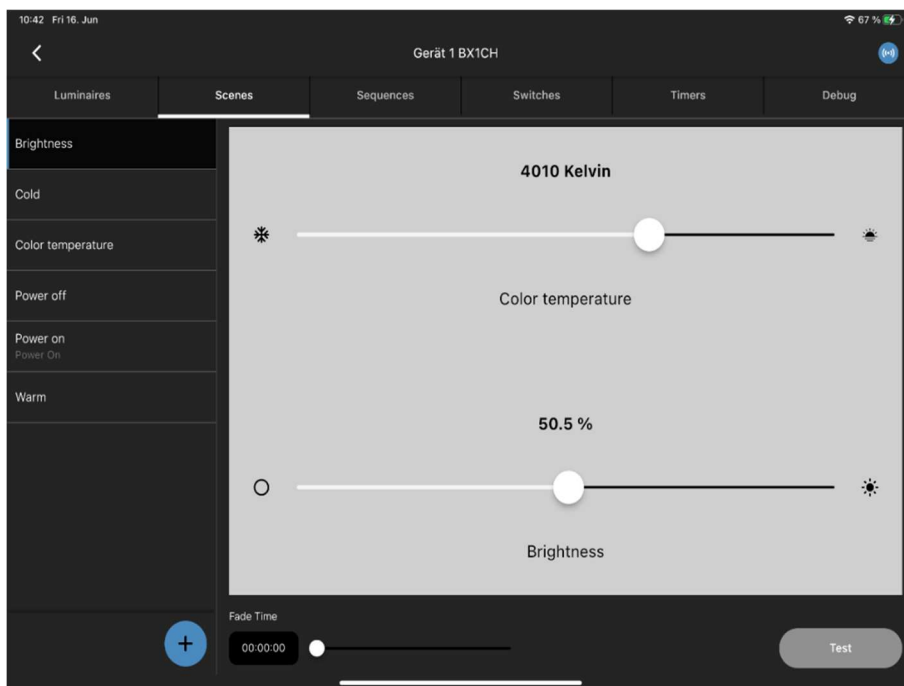 10:42 Fri 16. Jun
67 %
Gerät 1 BX1CH
Luminaires
Scenes
Sequences
Switches
Timers
Debug
Brightness
Cold
Color temperature
Power off
Power on
Power On
Warm
4010 Kelvin
Color temperature
50.5 %
Brightness
Fade Time
00:00:00
Test